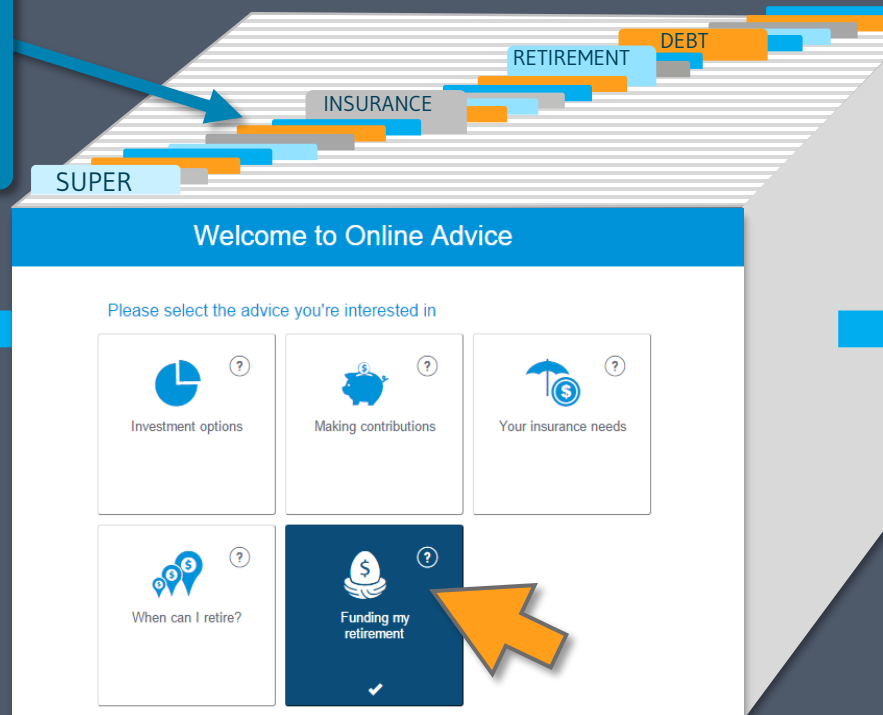 DEBT
RETIREMENT
INSURANCE
SUPER
Welcome to Online Advice
Please select the advice you're interested in
?
?
?
Investment options
Making contributions
Your insurance needs
?
?
When can I retire?
Funding my
retirement